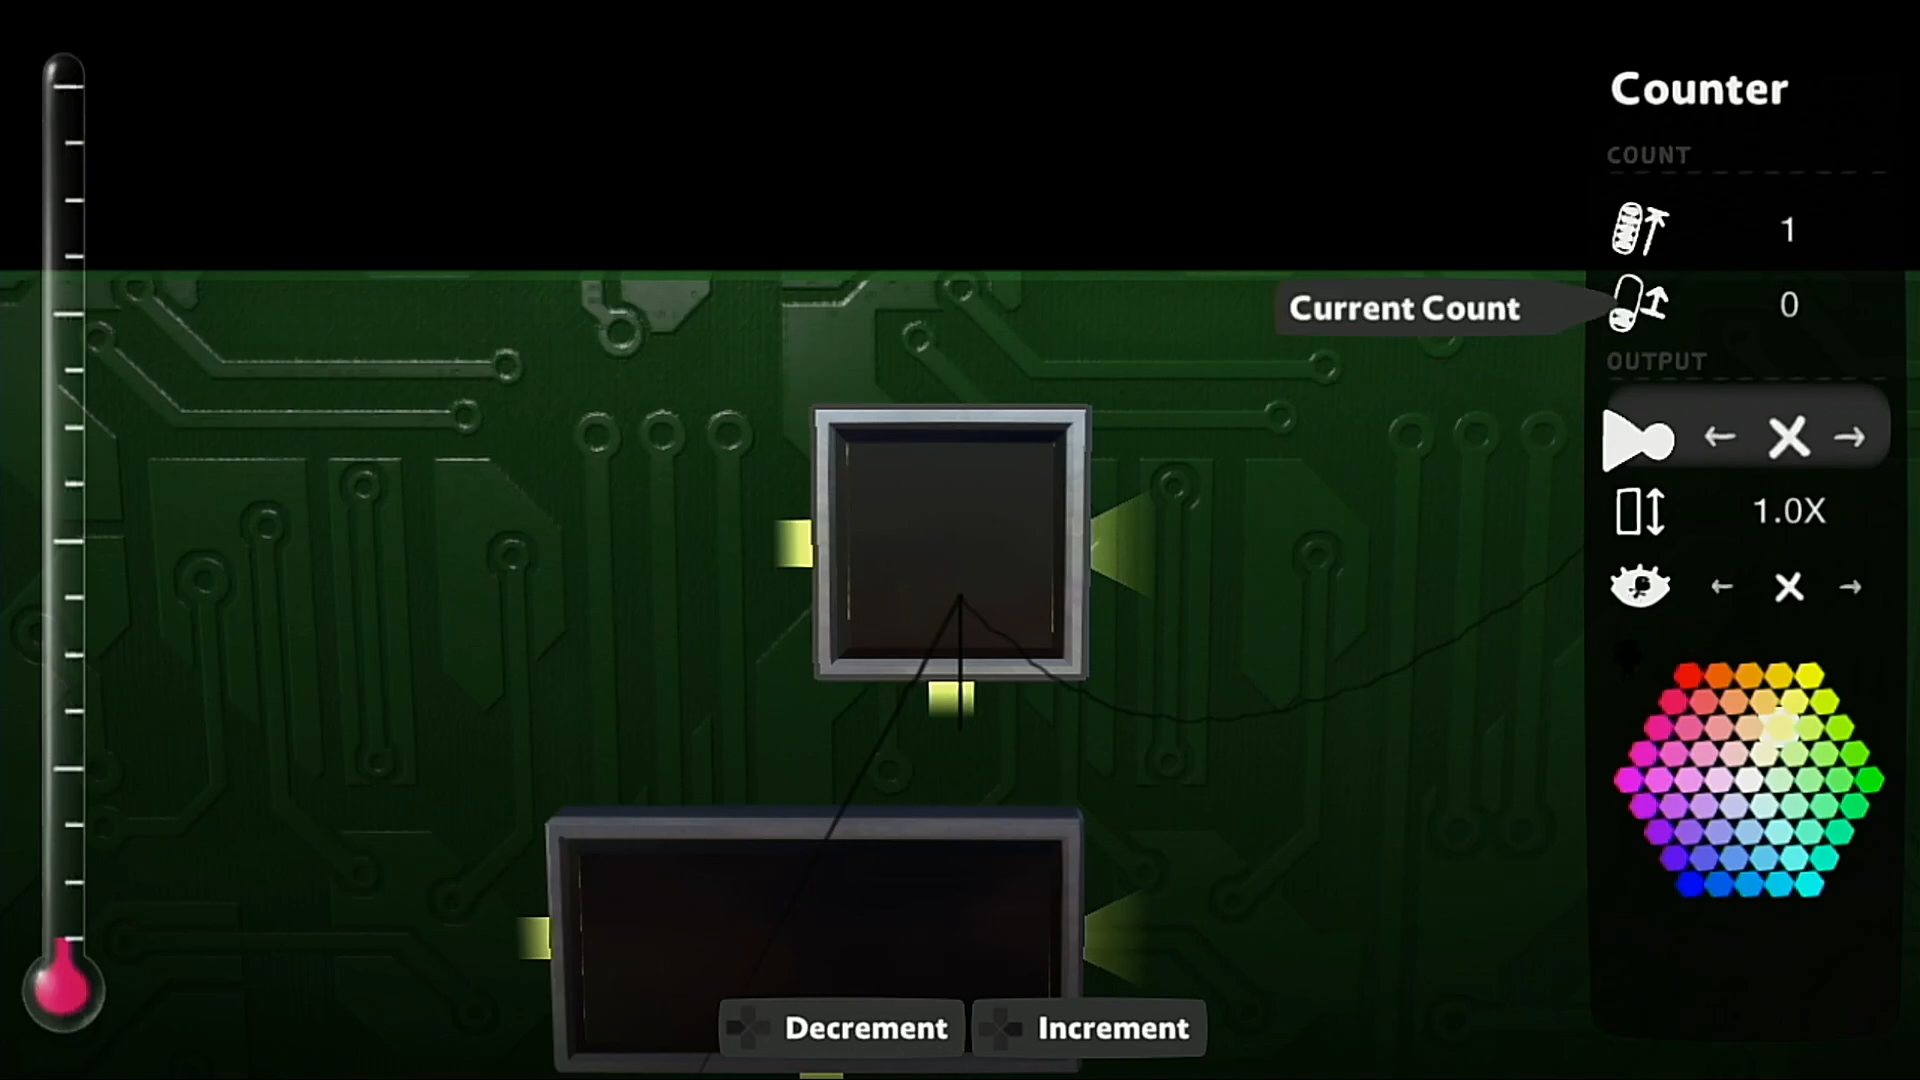 Counter
COUNT
1
Current Count
0
OUTPUT
1.0X
Decrement
Increment